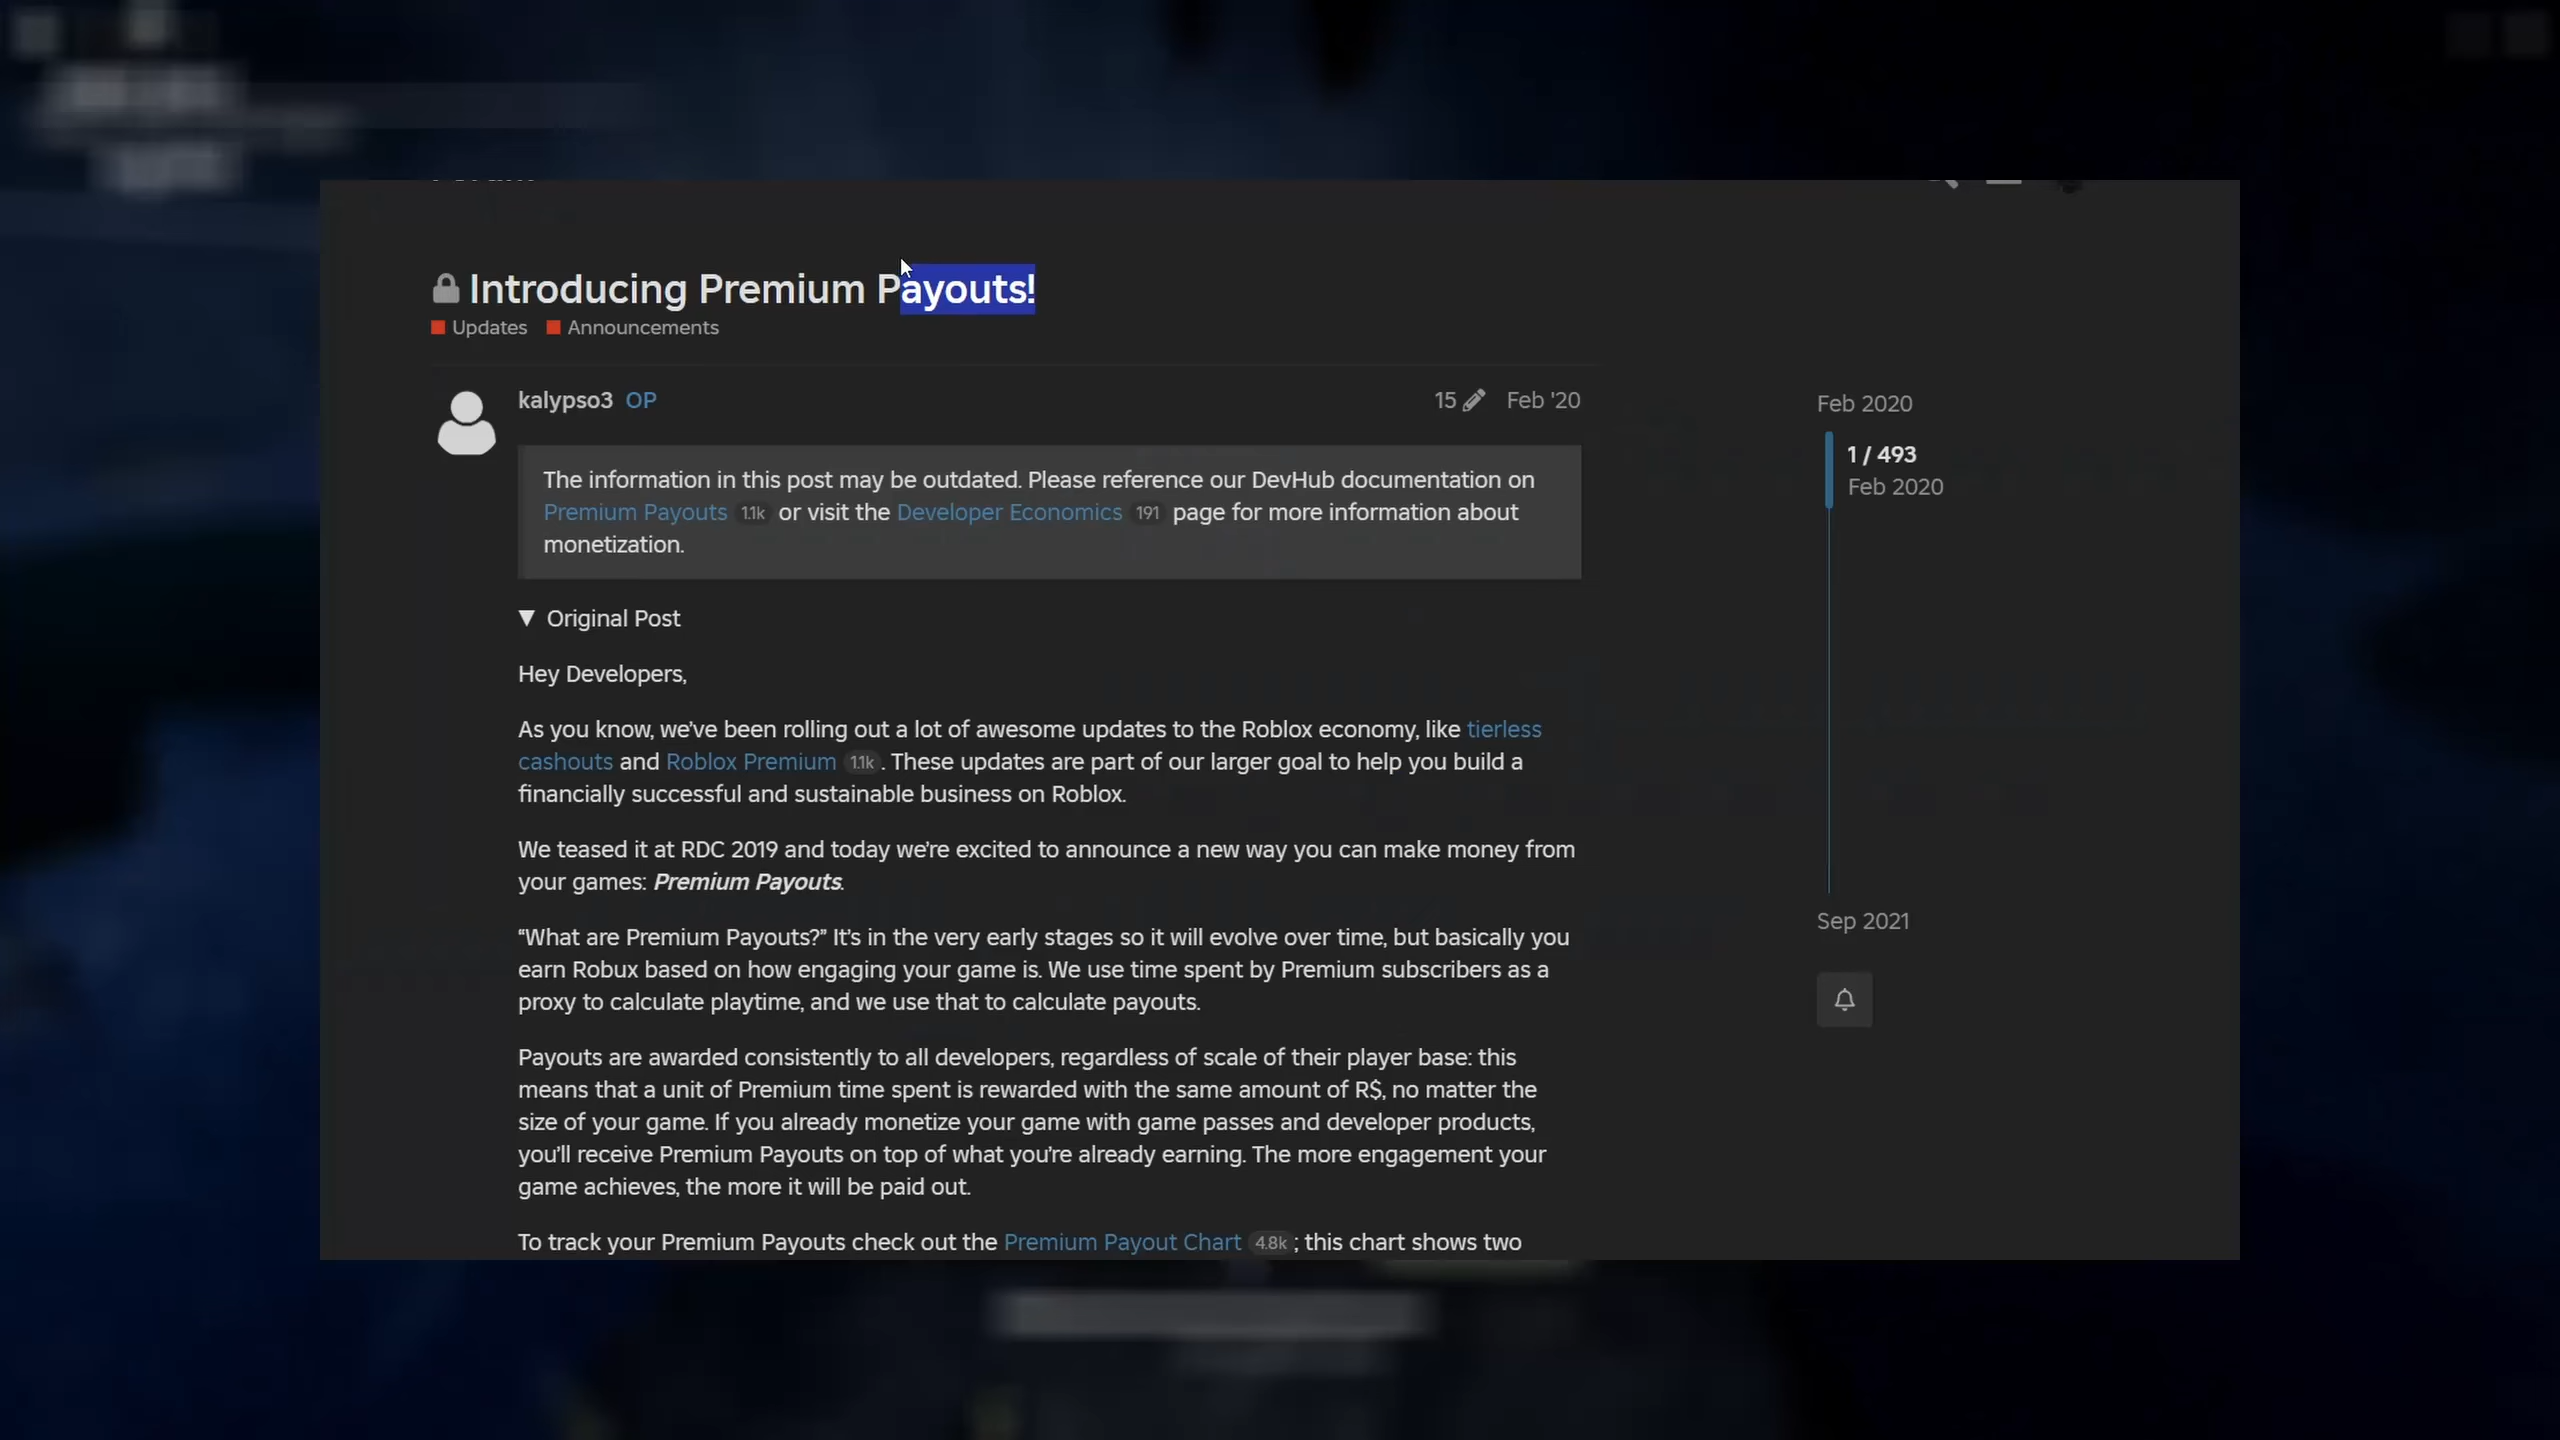 Introducing Premium Payouts!
Updates Announcements
kalypso3 OP 15 Feb '20
The information in this post may be outdated. Please reference our DevHub documentation on
Premium Payouts 1.1k or visit the Developer Economics 191 page for more information about
monetization.
▼ Original Post
Hey Developers,
As you know, we've been rolling out a lot of awesome updates to the Roblox economy, like tierless
cashouts and Roblox Premium 1.1k . These updates are part of our larger goal to help you build a
financially successful and sustainable business on Roblox.
We teased it at RDC 2019 and today we're excited to announce a new way you can make money from
your games: Premium Payouts.
“What are Premium Payouts?” It's in the very early stages so it will evolve over time, but basically you
earn Robux based on how engaging your game is. We use time spent by Premium subscribers as a
proxy to calculate playtime, and we use that to calculate payouts.
Payouts are awarded consistently to all developers, regardless of scale of their player base: this
means that a unit of Premium time spent is rewarded with the same amount of R$, no matter the
size of your game. If you already monetize your game with game passes and developer products,
you'll receive Premium Payouts on top of what you're already earning. The more engagement your
game achieves, the more it will be paid out.
To track your Premium Payouts check out the Premium Payout Chart 4.8k ; this chart shows two
Feb 2020
1 / 493
Feb 2020
Sep 2021